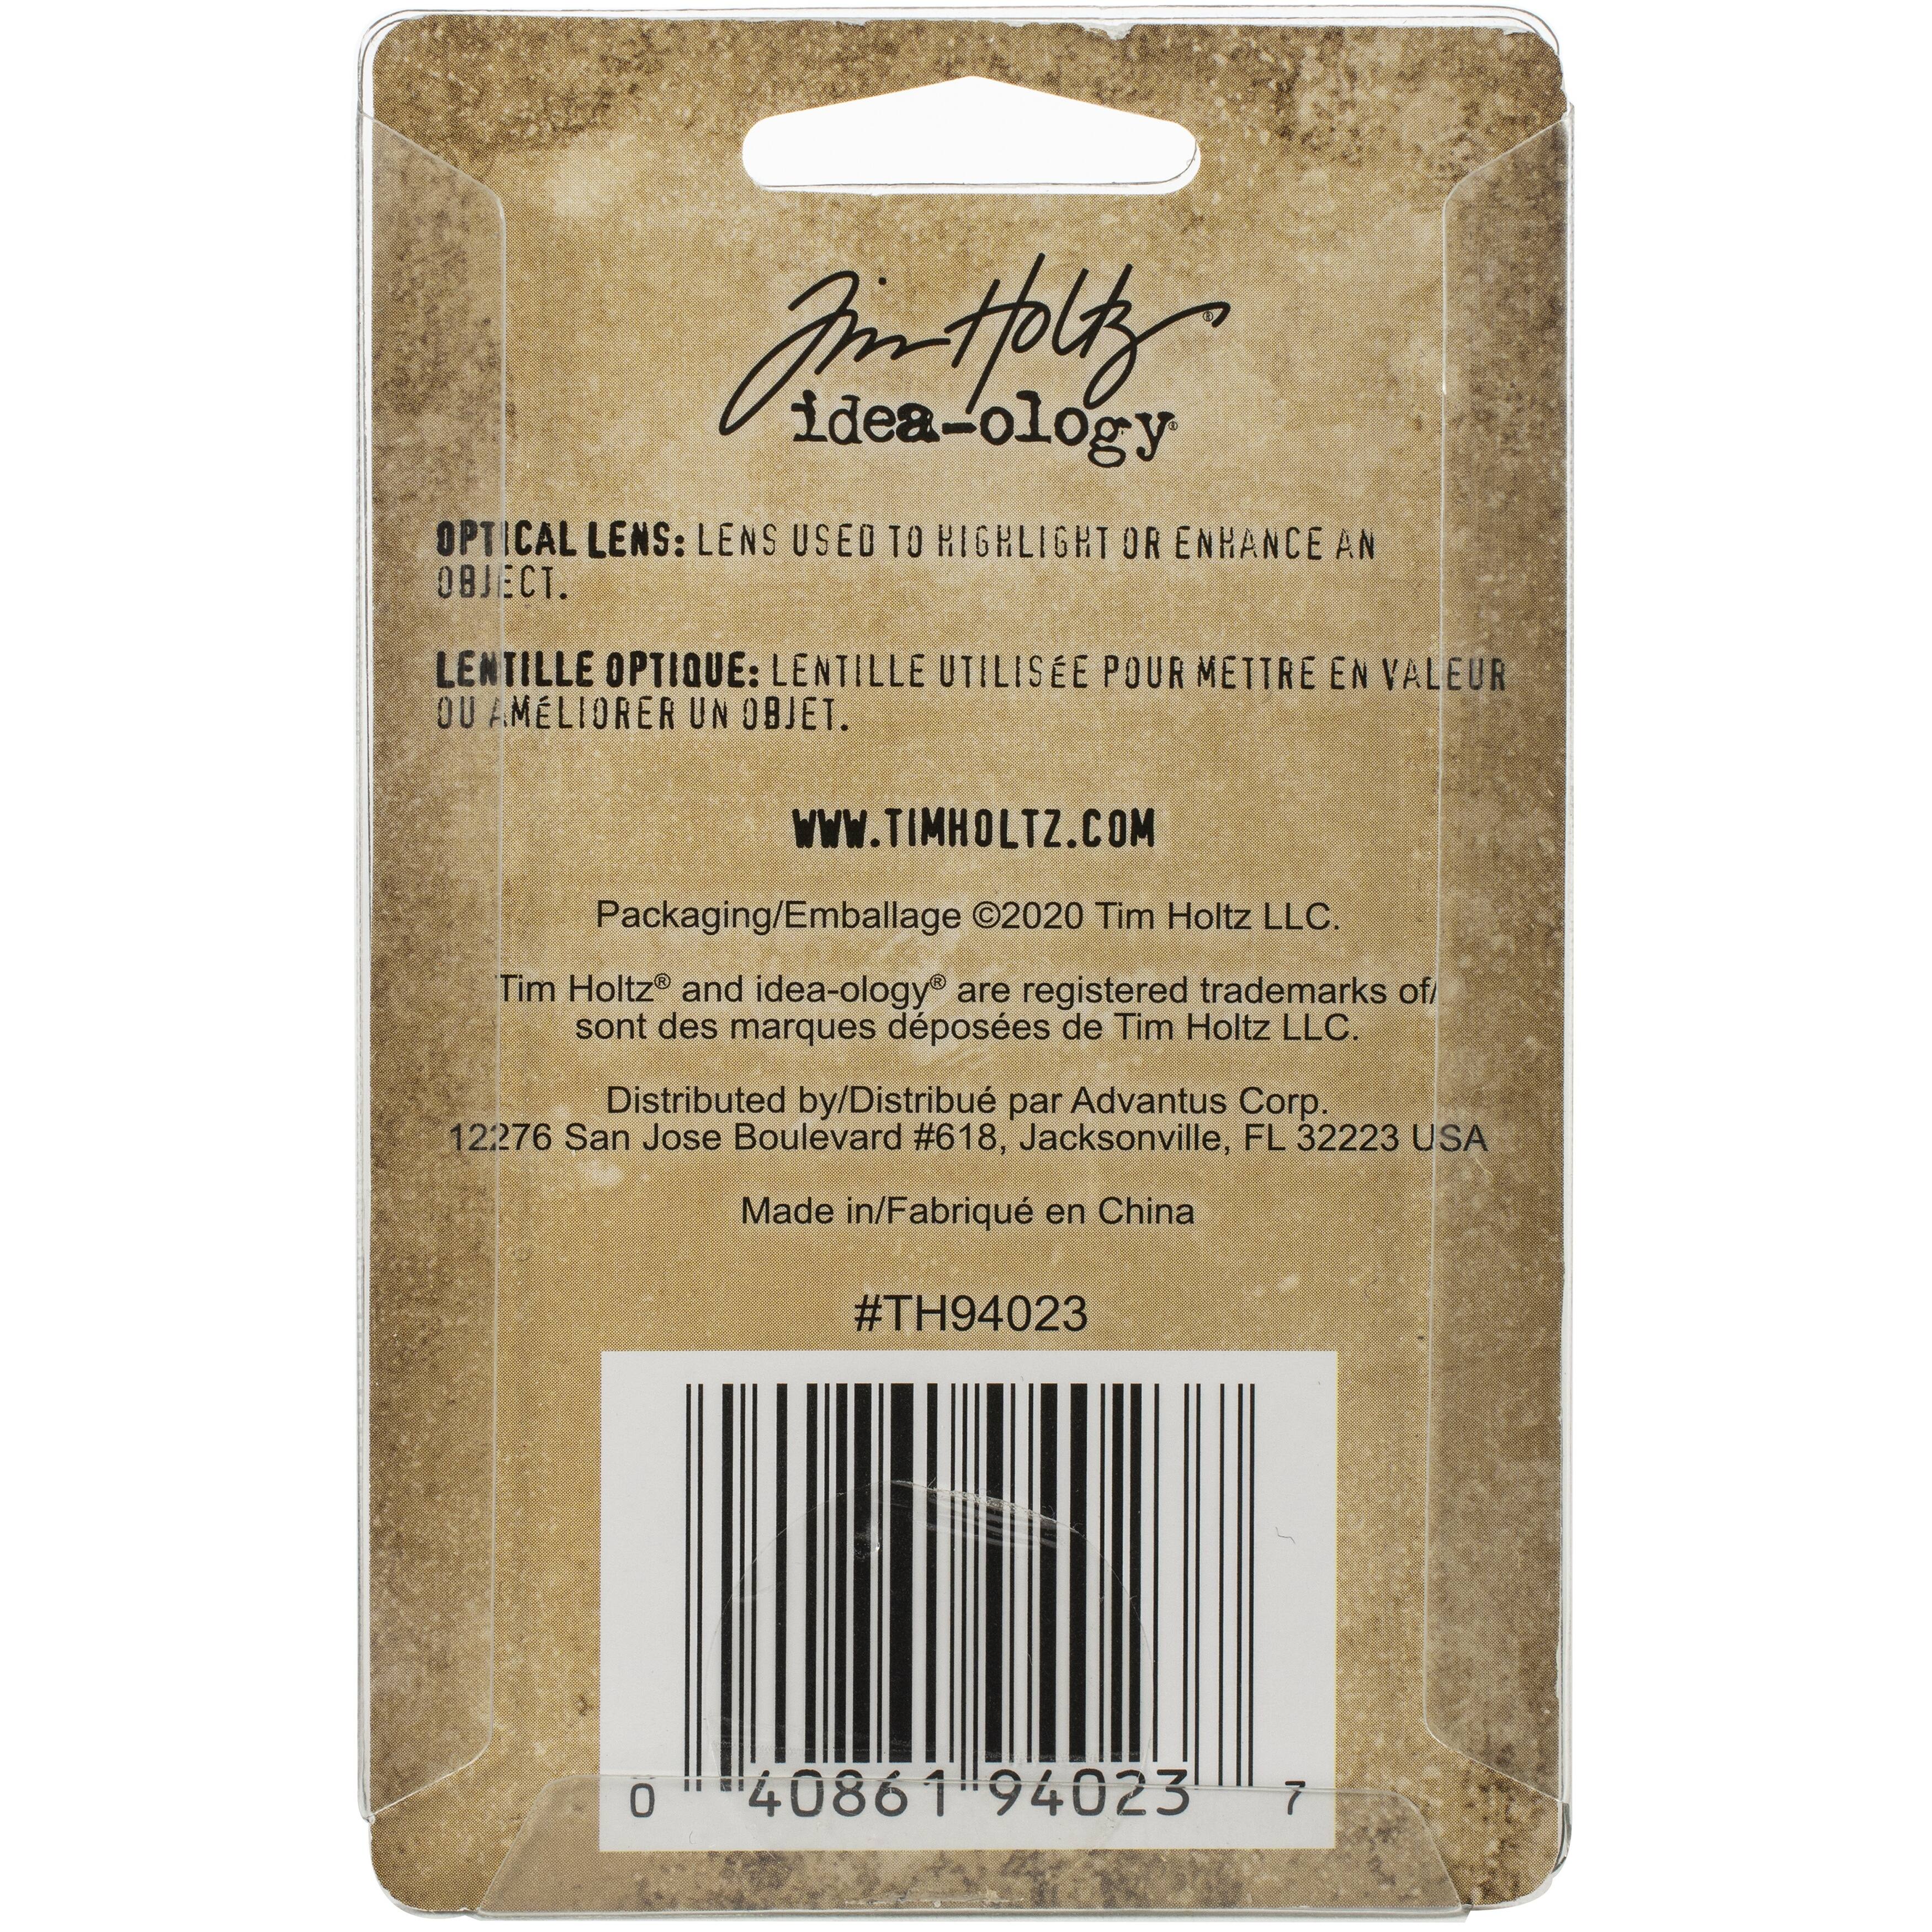 Tim Holtz®
idea-ology®
OPTICAL LENS: LENS USED TO HIGHLIGHT OR ENHANCE AN
OBJECT.
LENTILLE OPTIQUE: LENTILLE UTILISÉE POUR METTRE EN VALEUR
OU AMÉLIORER UN OBJET.
WWW.TIMHOLTZ.COM
Packaging/Emballage ©2020 Tim Holtz LLC.
Tim Holtz® and idea-ology® are registered trademarks of/
sont des marques déposées de Tim Holtz LLC.
Distributed by/Distribué par Advantus Corp.
12276 San Jose Boulevard #618, Jacksonville, FL 32223 USA
Made in/Fabriqué en China
#TH94023
0 40861 94023 7